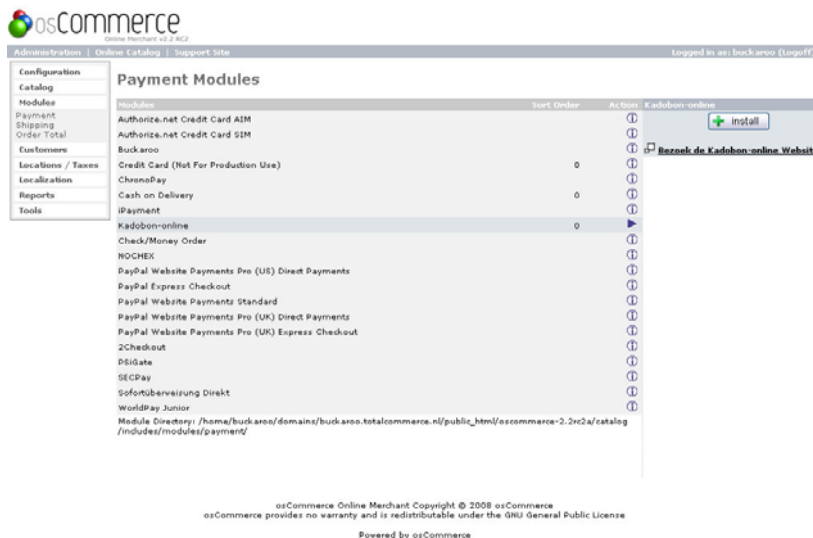 osCommerce
Online Merchant v2.2 RC2
Administration | Online Catalog | Support Site
Logged in as: buckaroo (Logoff)
Configuration
Catalog
Modules
Payment
Shipping
Order Total
Customers
Locations / Taxes
Localization
Reports
Tools
Payment Modules
Modules Sort Order Action
Authorize.net Credit Card AIM
Authorize.net Credit Card SIM
Buckaroo
Credit Card (Not For Production Use) 0
ChronoPay
Cash on Delivery 0
iPayment
Kadobon-online 0
Check/Money Order
NOCHEX
PayPal Website Payments Pro (US) Direct Payments
PayPal Express Checkout
PayPal Website Payments Standard
PayPal Website Payments Pro (UK) Direct Payments
PayPal Website Payments Pro (UK) Express Checkout
2Checkout
PSiGate
SECPay
Sofortüberweisung Direkt
WorldPay Junior
Module Directory: /home/buckaroo/domains/buckaroo.totalcommerce.nl/public_html/oscommerce-2.2rc2a/catalog
/includes/modules/payment/
Kadobon-online
install
Bezoek de Kadobon-online Websit
osCommerce Online Merchant Copyright © 2008 osCommerce
osCommerce provides no warranty and is redistributable under the GNU General Public License
Powered by osCommerce